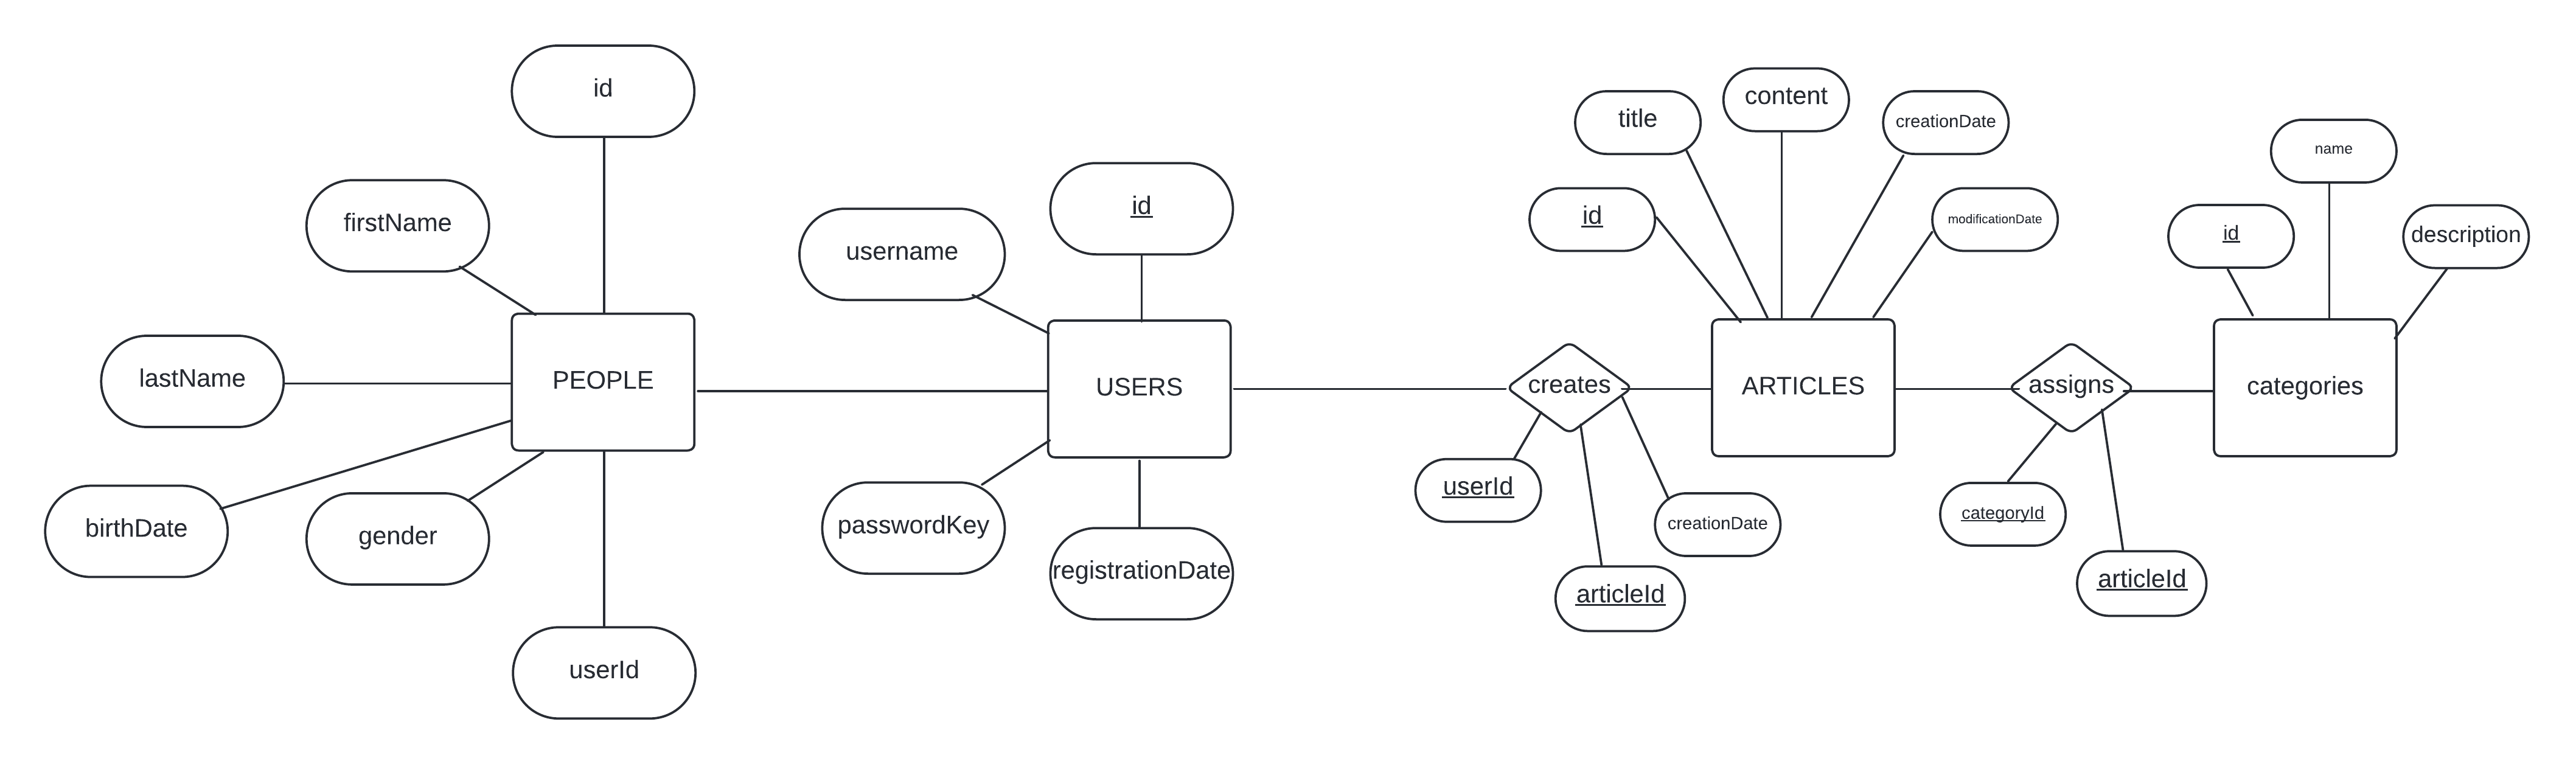 id
firstName
lastName
PEOPLE
birthDate
gender
userId
username
id
USERS
passwordKey
registrationDate
creates
userId
articleId
creationDate
id
title
content
creationDate
modificationDate
ARTICLES
assigns
categoryId
articleId
id
name
description
categories